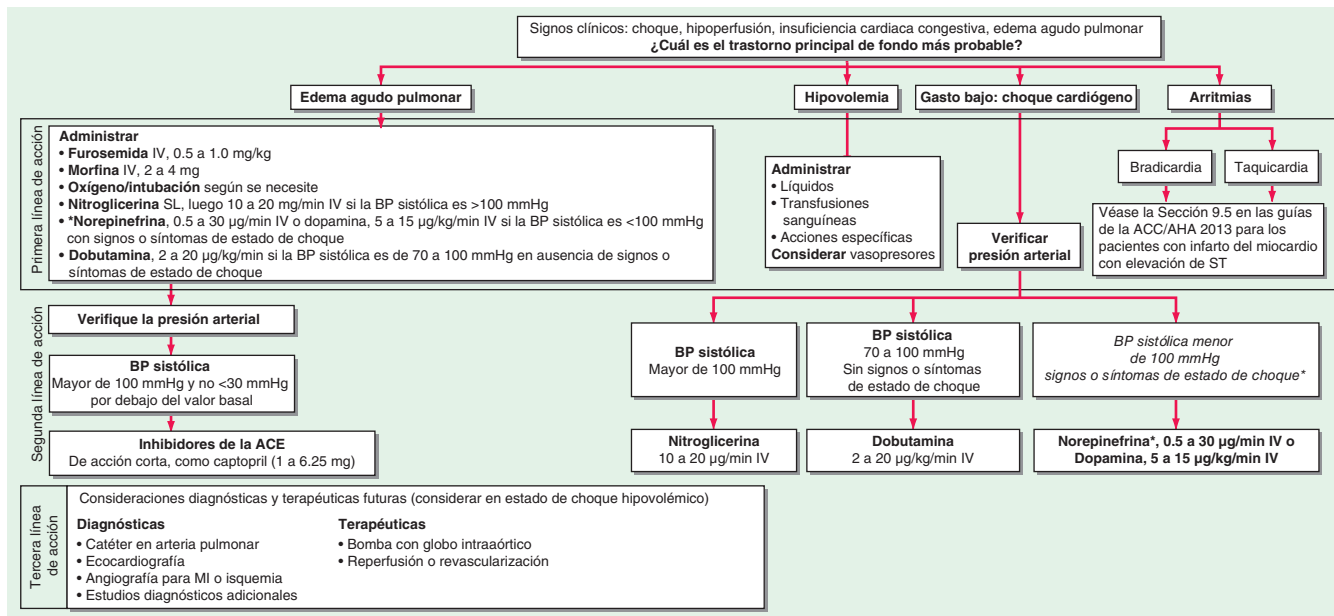 Signos clínicos: choque, hipoperfusión, insuficiencia cardiaca congestiva, edema agudo pulmonar
¿Cuál es el trastorno principal de fondo más probable?
Edema agudo pulmonar
Hipovolemia
Gasto bajo: choque cardiógeno
Arritmias
Primera línea de acción
Administrar
• Furosemida IV, 0.5 a 1.0 mg/kg
• Morfina IV, 2 a 4 mg
• Oxígeno/intubación según se necesite
• Nitroglicerina SL, luego 10 a 20 mg/min IV si la BP sistólica es >100 mmHg
• *Norepinefrina, 0.5 a 30 µg/min IV o dopamina, 5 a 15 µg/kg/min IV si la BP sistólica es <100 mmHg
con signos o síntomas de estado de choque
• Dobutamina, 2 a 20 µg/kg/min si la BP sistólica es de 70 a 100 mmHg en ausencia de signos o
síntomas de estado de choque
Administrar
• Líquidos
• Transfusiones
sanguíneas
• Acciones específicas
Considerar vasopresores
Verificar
presión arterial
Bradicardia
Taquicardia
Véase la Sección 9.5 en las guías
de la ACC/AHA 2013 para los
pacientes con infarto del miocardio
con elevación de ST
Segunda línea de acción
Verifique la presión arterial
BP sistólica
Mayor de 100 mmHg y no <30 mmHg
por debajo del valor basal
Inhibidores de la ACE
De acción corta, como captopril (1 a 6.25 mg)
BP sistólica
Mayor de 100 mmHg
BP sistólica
70 a 100 mmHg
Sin signos o síntomas
de estado de choque
BP sistólica menor
de 100 mmHg
signos o síntomas de estado de choque*
Nitroglicerina
10 a 20 µg/min IV
Dobutamina
2 a 20 µg/kg/min IV
Norepinefrina*, 0.5 a 30 µg/min IV o
Dopamina, 5 a 15 µg/kg/min IV
Tercera línea
de acción
Consideraciones diagnósticas y terapéuticas futuras (considerar en estado de choque hipovolémico)
Diagnósticas
• Catéter en arteria pulmonar
• Ecocardiografía
• Angiografía para MI o isquemia
• Estudios diagnósticos adicionales
Terapéuticas
• Bomba con globo intraaórtico
• Reperfusión o revascularización